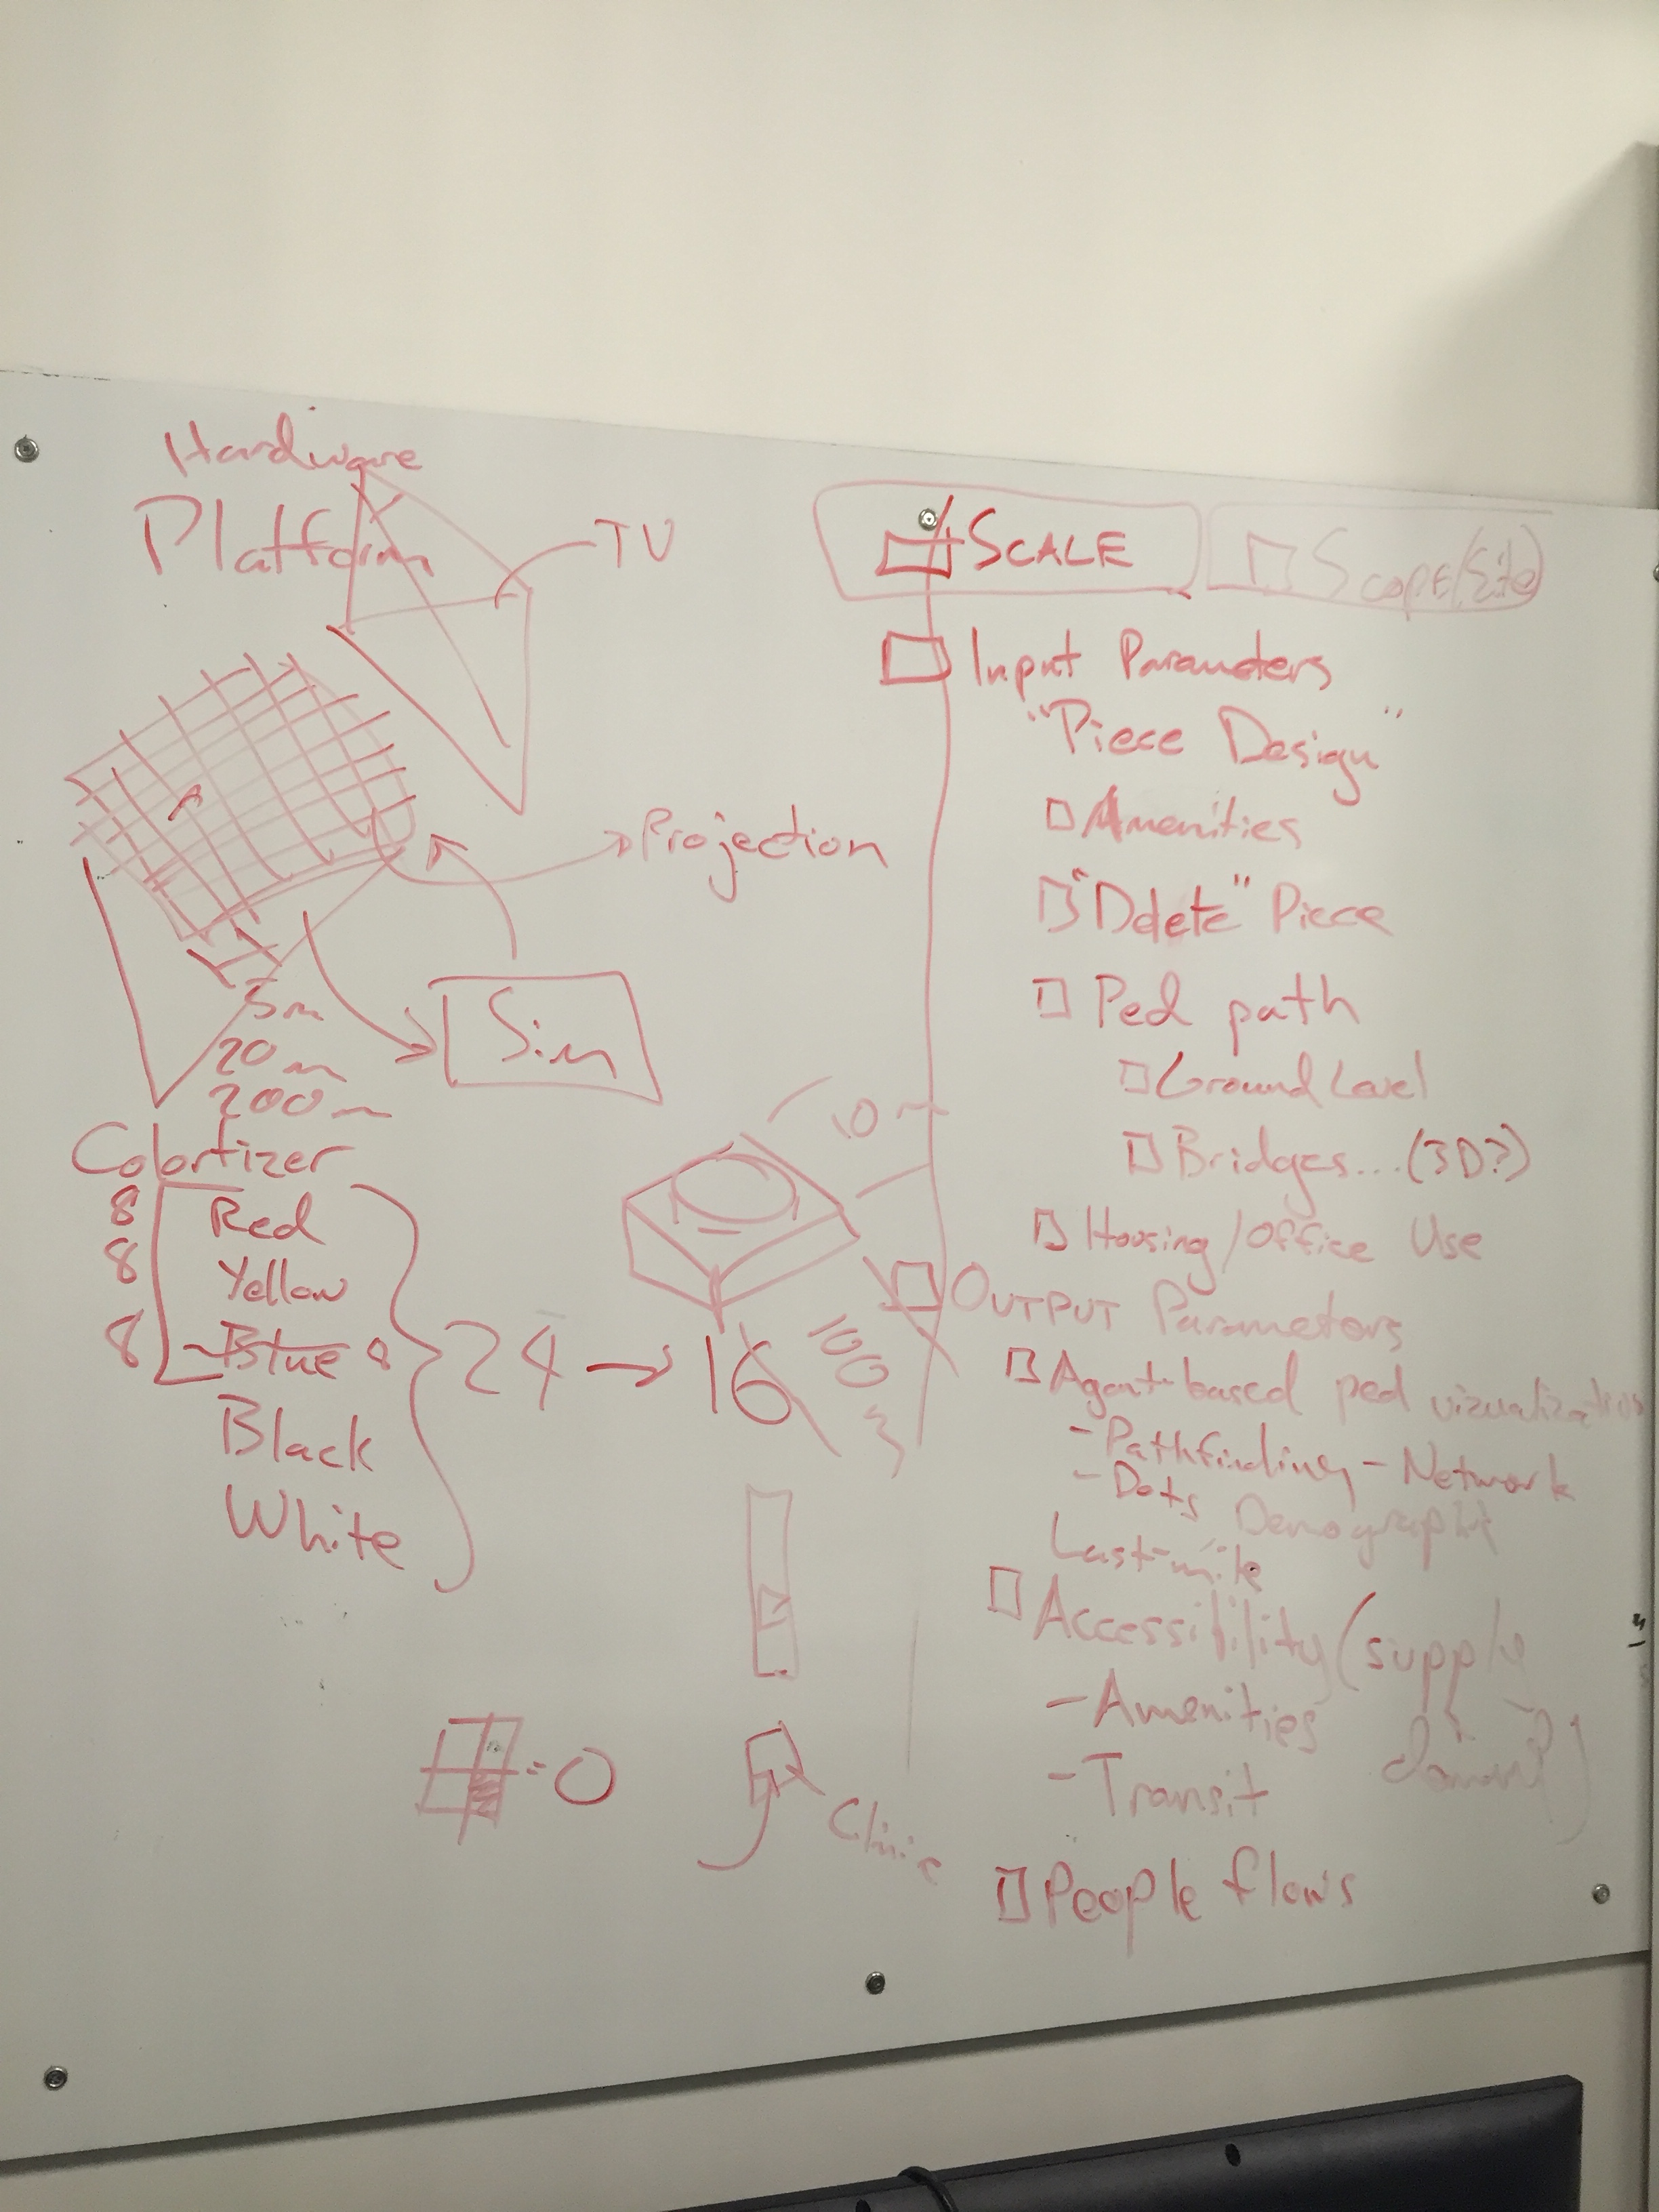 Hardware
Platform
TV
Projection
Sim
5m
20m
200m
Colortizer
8 Red
8 Yellow
8 Blue 8
Black
White
24 → 16
10
100
= 0
Clinic
SCALE
SCOPE (Site)
Input Parameters
"Piece Design"
Amenities
"Delete" Piece
Ped path
Ground Level
Bridges...(3D?)
Housing/Office Use
OUTPUT Parameters
Agent-based ped vizualization
- Pathfinding - Network
- Dots Demographic
Last-mile
Accessibility (supply
demand)
- Amenities
- Transit
People flows